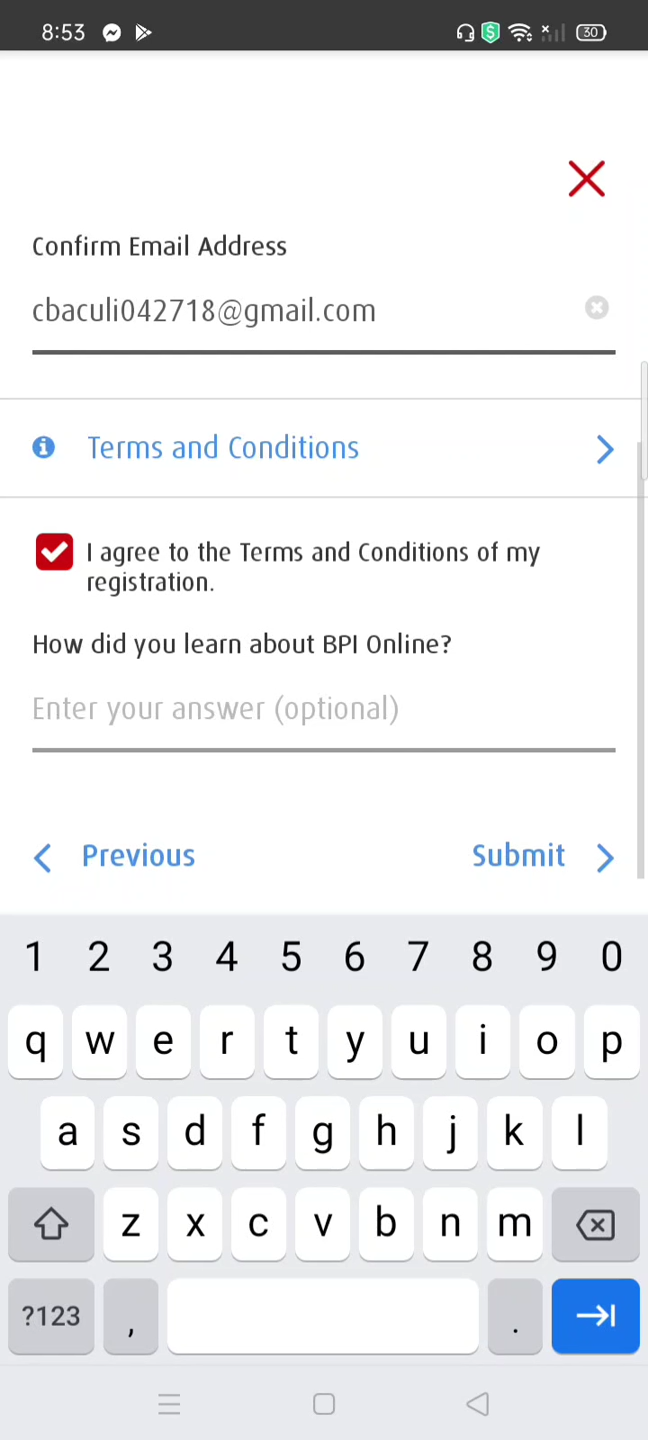 8:53
30
Confirm Email Address
cbaculi042718@gmail.com
Terms and Conditions
I agree to the Terms and Conditions of my
registration.
How did you learn about BPI Online?
Enter your answer (optional)
Previous
Submit
1 2 3 4 5 6 7 8 9 0
q w e r t y u i o p
a s d f g h j k l
z x c v b n m
?123 , .